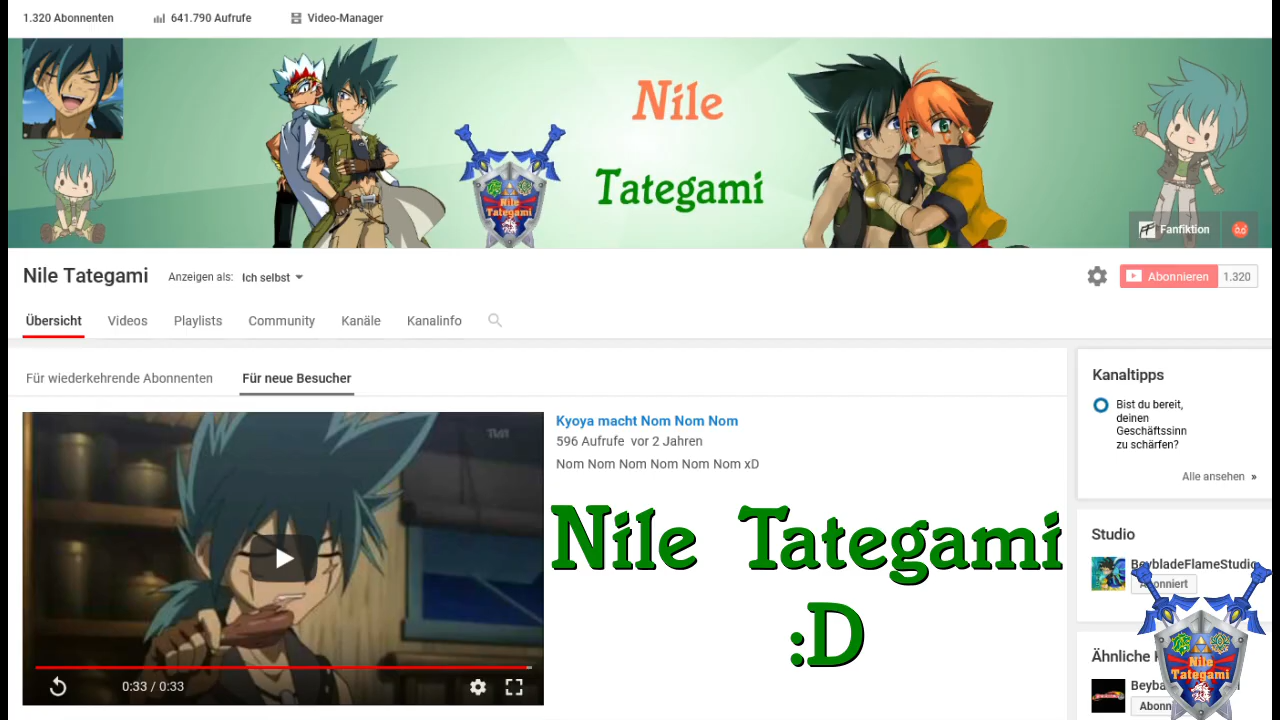 1.320 Abonnenten 641.790 Aufrufe Video-Manager
Nile
Tategami
Nile
Tategami
Fanfiktion
Nile Tategami Anzeigen als: Ich selbst
Abonnieren 1.320
Übersicht Videos Playlists Community Kanäle Kanalinfo
Für wiederkehrende Abonnenten Für neue Besucher
Kyoya macht Nom Nom Nom
596 Aufrufe vor 2 Jahren
Nom Nom Nom Nom Nom Nom xD
Nile Tategami
:D
0:33 / 0:33
Kanaltipps
Bist du bereit,
deinen
Geschäftssinn
zu schärfen?
Alle ansehen »
Studio
BeybladeFlameStudio
Abonniert
Ähnliche
Nile
Tategami